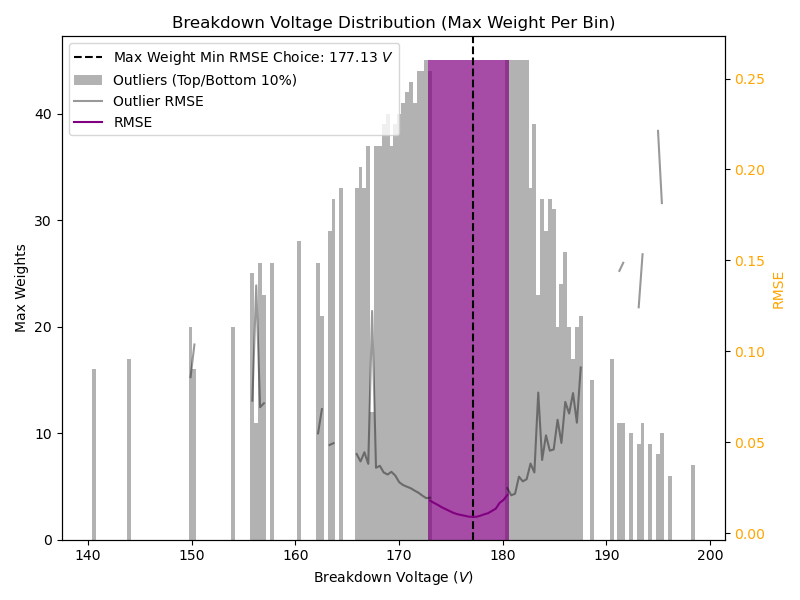 Breakdown Voltage Distribution (Max Weight Per Bin)
Max Weight Min RMSE Choice: 177.13 V
Outliers (Top/Bottom 10%)
Outlier RMSE
RMSE
Max Weights
40
30
20
10
0
0.25
0.20
0.15
0.10
0.05
0.00
RMSE
140 150 160 170 180 190 200
Breakdown Voltage (V)